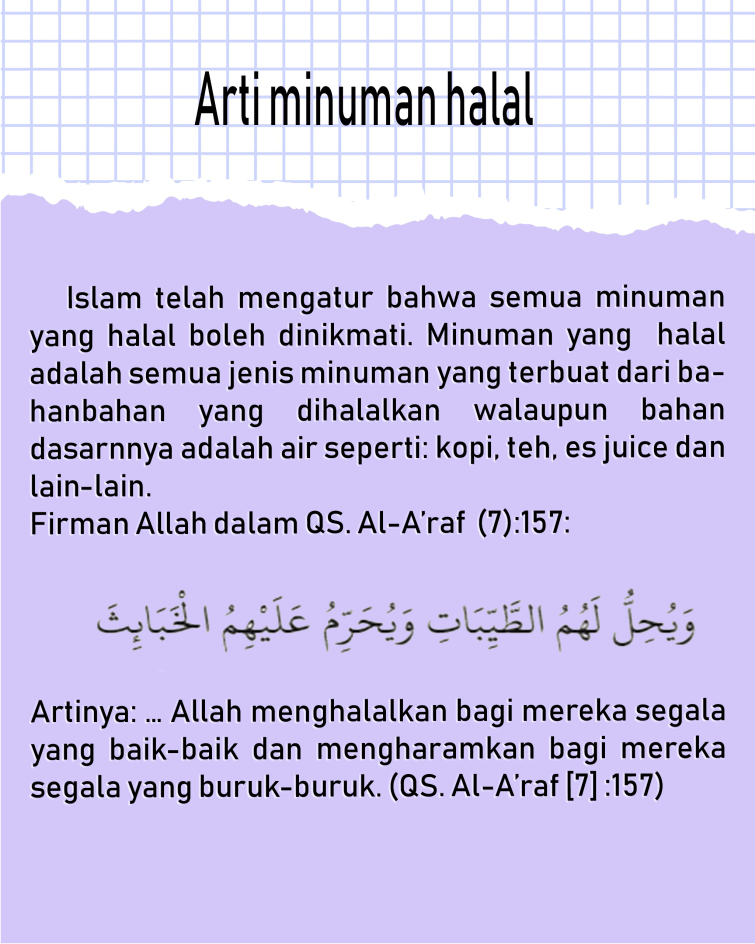 Arti minuman halal
Islam telah mengatur bahwa semua minuman
yang halal boleh dinikmati. Minuman yang halal
adalah semua jenis minuman yang terbuat dari ba-
hanbahan yang dihalalkan walaupun bahan
dasarnnya adalah air seperti: kopi, teh, es juice dan
lain-lain.
Firman Allah dalam QS. Al-A’raf (7):157:
وَيُحِلُّ لَهُمُ الطَّيِّبَاتِ وَيُحَرِّمُ عَلَيْهِمُ الْخَبَايِٕثَ
Artinya: ... Allah menghalalkan bagi mereka segala
yang baik-baik dan mengharamkan bagi mereka
segala yang buruk-buruk. (QS. Al-A’raf [7] :157)